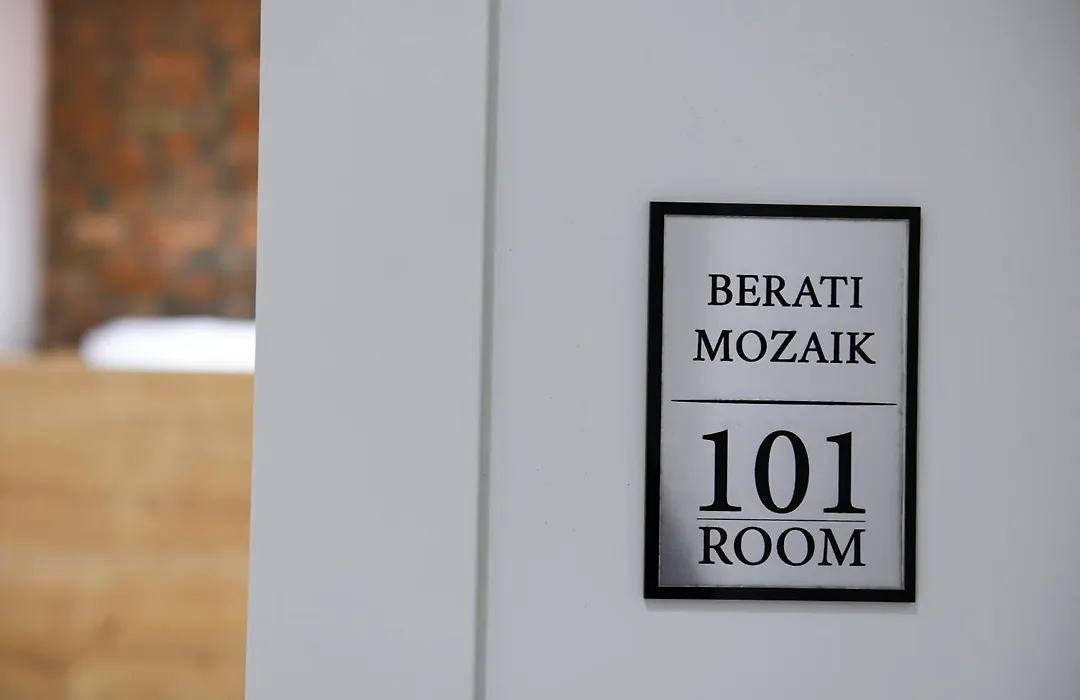 BERATI
MOZAIK
101
ROOM